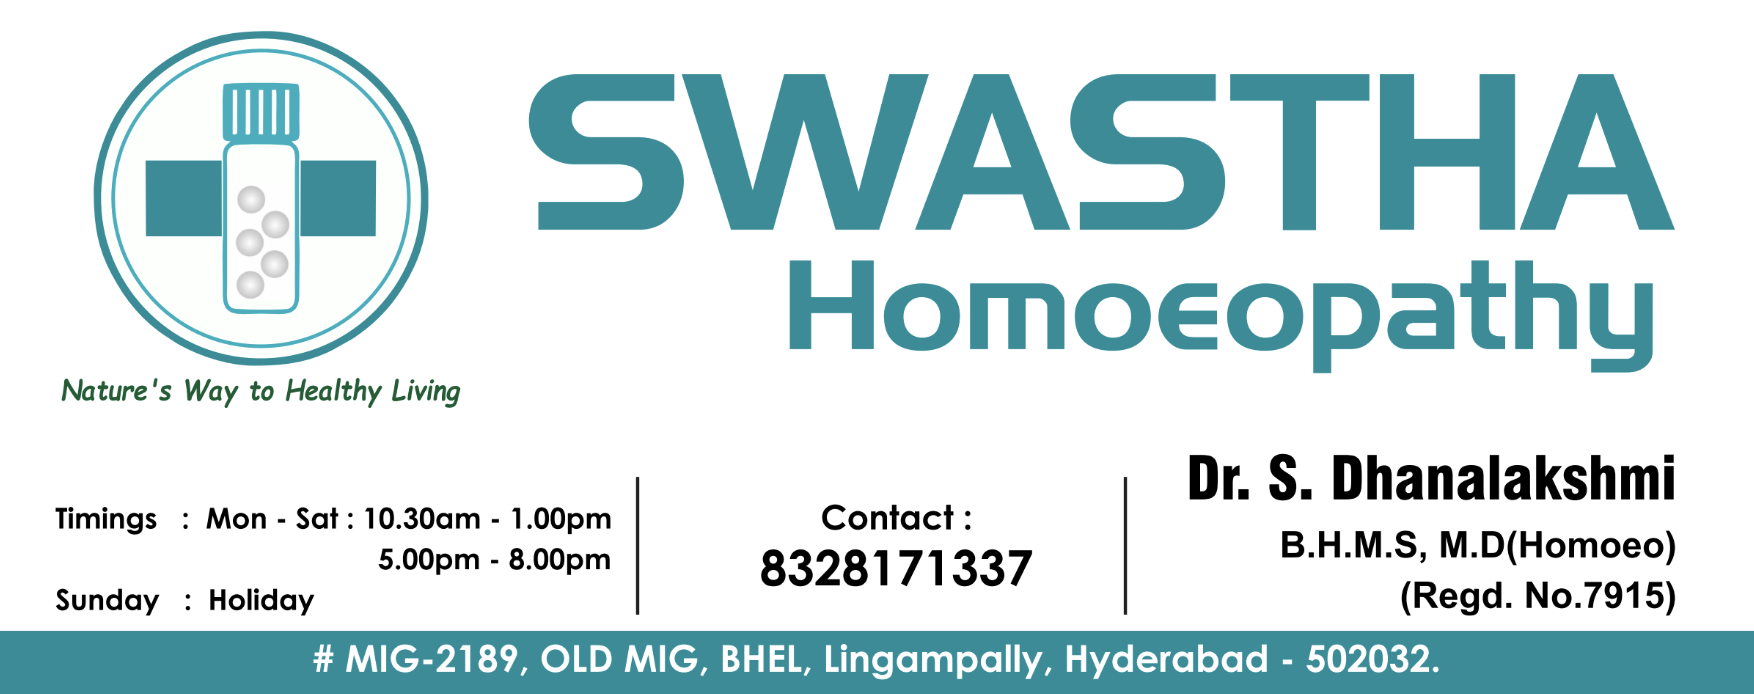 SWASTHA
Homoeopathy
Nature's Way to Healthy Living
Timings : Mon - Sat : 10.30am - 1.00pm
5.00pm - 8.00pm
Sunday : Holiday
Contact :
8328171337
Dr. S. Dhanalakshmi
B.H.M.S, M.D(Homoeo)
(Regd. No.7915)
# MIG-2189, OLD MIG, BHEL, Lingampally, Hyderabad - 502032.